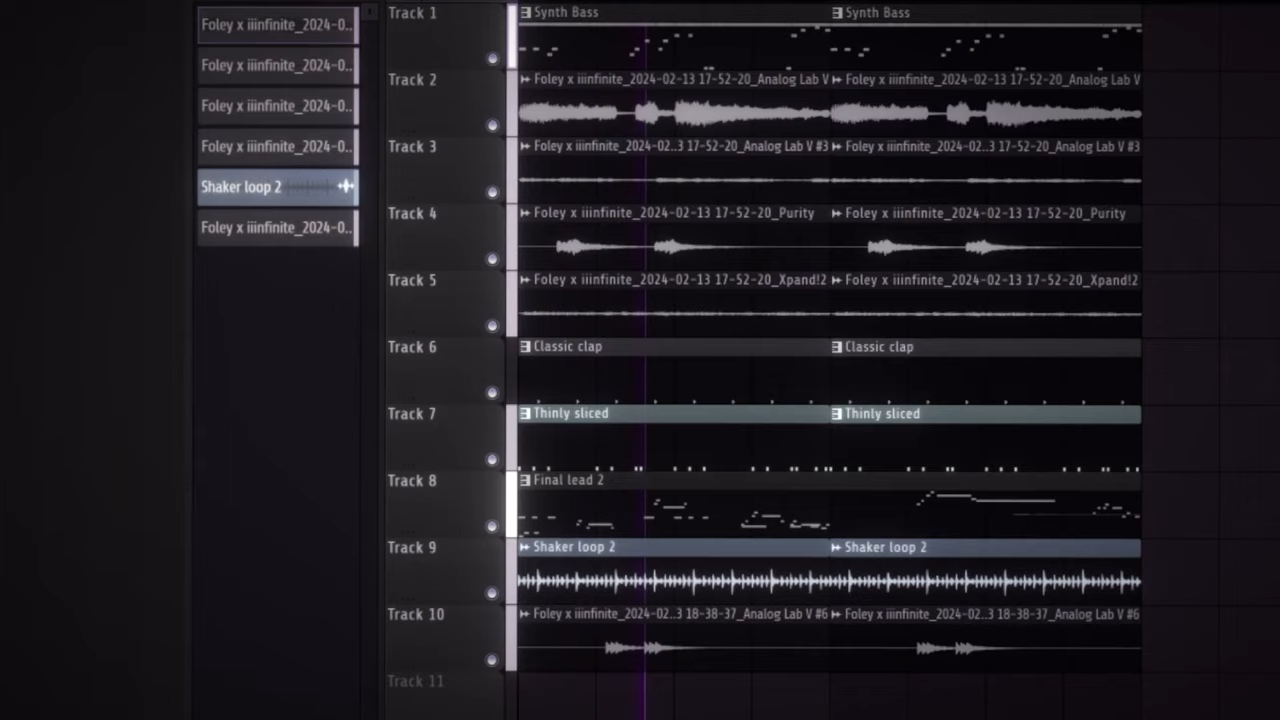 Foley x iiinfinite_2024-0..
Foley x iiinfinite_2024-0..
Foley x iiinfinite_2024-0..
Foley x iiinfinite_2024-0..
Shaker loop 2
Foley x iiinfinite_2024-0..
Track 1
Synth Bass
Synth Bass
Track 2
Foley x iiinfinite_2024-02-13 17-52-20_Analog Lab V
Foley x iiinfinite_2024-02-13 17-52-20_Analog Lab V
Track 3
Foley x iiinfinite_2024-02..3 17-52-20_Analog Lab V #3
Foley x iiinfinite_2024-02..3 17-52-20_Analog Lab V #3
Track 4
Foley x iiinfinite_2024-02-13 17-52-20_Purity
Foley x iiinfinite_2024-02-13 17-52-20_Purity
Track 5
Foley x iiinfinite_2024-02-13 17-52-20_Xpand!2
Foley x iiinfinite_2024-02-13 17-52-20_Xpand!2
Track 6
Classic clap
Classic clap
Track 7
Thinly sliced
Thinly sliced
Track 8
Final lead 2
Track 9
Shaker loop 2
Shaker loop 2
Track 10
Foley x iiinfinite_2024-02..3 18-38-37_Analog Lab V #6
Foley x iiinfinite_2024-02..3 18-38-37_Analog Lab V #6
Track 11